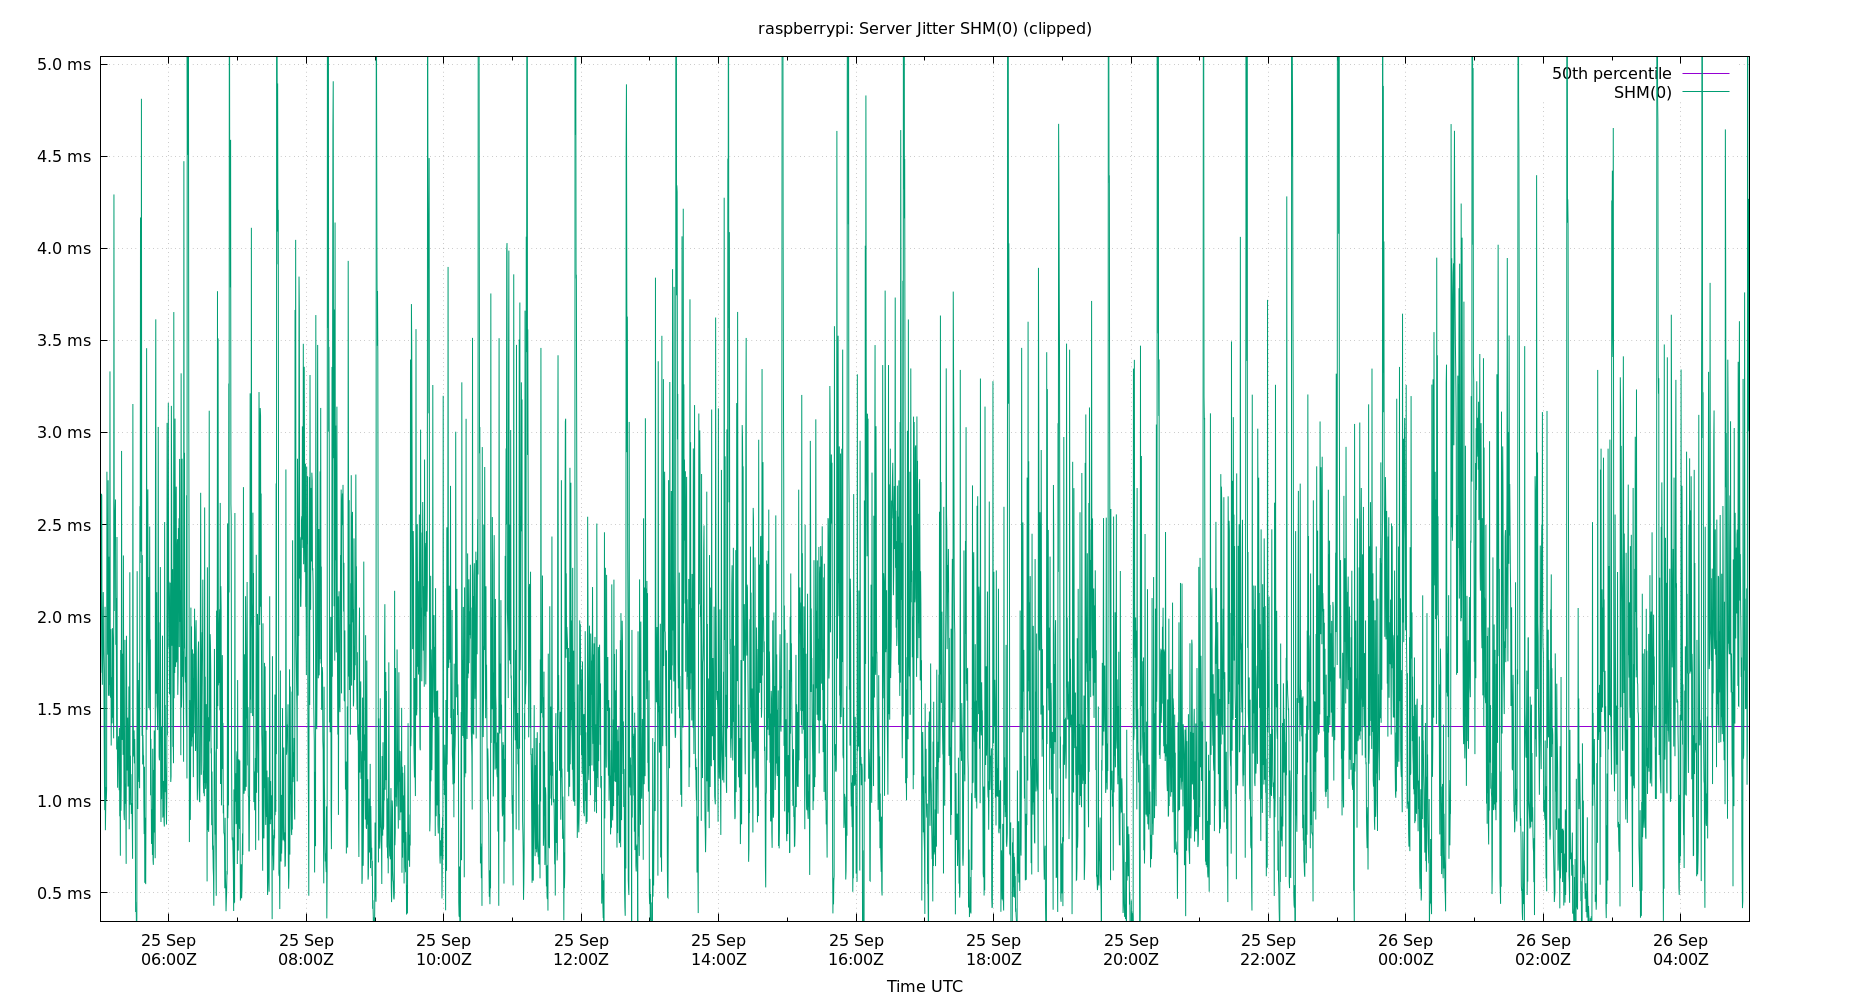 raspberrypi: Server Jitter SHM(0) (clipped)
5.0 ms
4.5 ms
4.0 ms
3.5 ms
3.0 ms
2.5 ms
2.0 ms
1.5 ms
1.0 ms
0.5 ms
50th percentile
SHM(0)
25 Sep 25 Sep 25 Sep 25 Sep 25 Sep 25 Sep 25 Sep 25 Sep 25 Sep 26 Sep 26 Sep 26 Sep
06:00Z 08:00Z 10:00Z 12:00Z 14:00Z 16:00Z 18:00Z 20:00Z 22:00Z 00:00Z 02:00Z 04:00Z
Time UTC